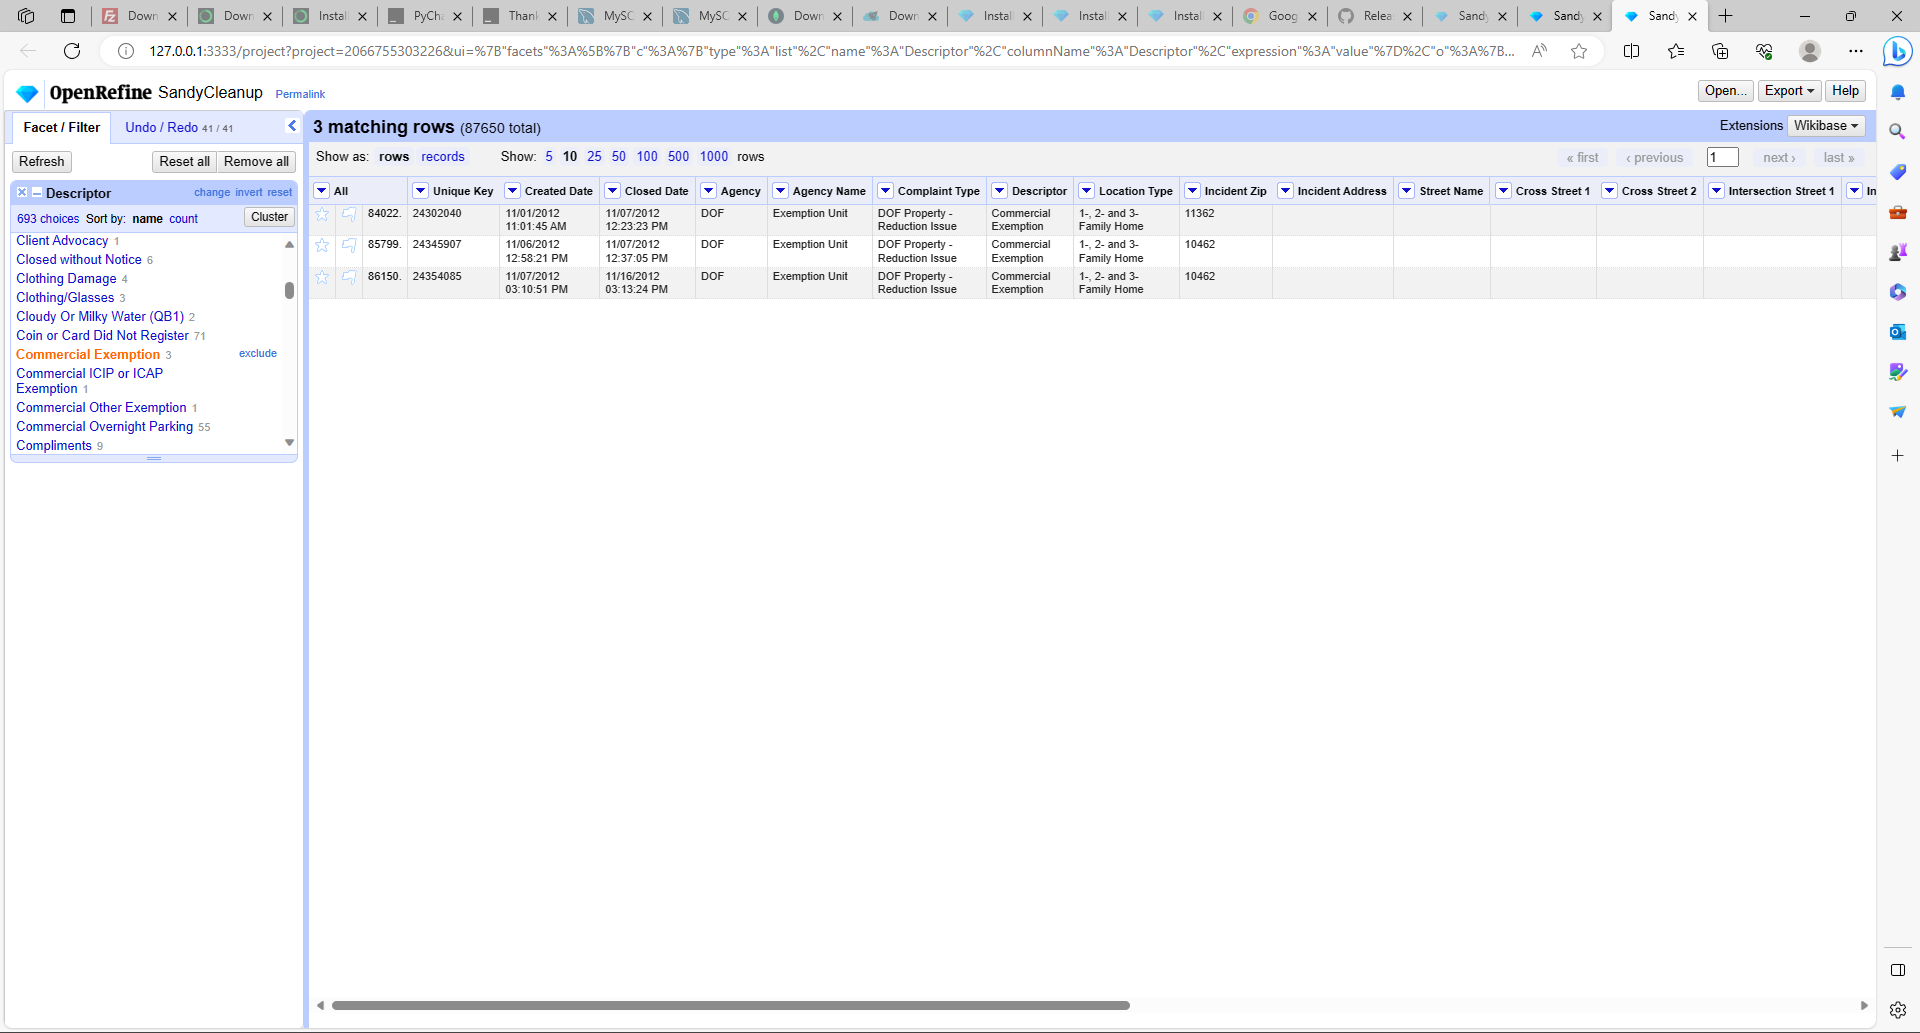 Down
Down
Install
PyCha
Thank
MySC
MySC
Down
Down
Install
Install
Install
Goog
Relea
Sandy
Sandy
Sandy
127.0.0.1:3333/project?project=2066755303226&ui=%7B"facets"%3A%5B%7B"c"%3A%7B"type"%3A"list"%2C"name"%3A"Descriptor"%2C"columnName"%3A"Descriptor"%2C"expression"%3A"value"%7D%2C"o"%3A%7B...
OpenRefine SandyCleanup Permalink
Open... Export Help
Facet / Filter Undo / Redo 41 / 41
3 matching rows (87650 total)
Extensions Wikibase
Refresh Reset all Remove all
Show as: rows records Show: 5 10 25 50 100 500 1000 rows
« first ‹ previous 1 next › last »
Descriptor change invert reset
693 choices Sort by: name count Cluster
Client Advocacy 1
Closed without Notice 6
Clothing Damage 4
Clothing/Glasses 3
Cloudy Or Milky Water (QB1) 2
Coin or Card Did Not Register 71
Commercial Exemption 3 exclude
Commercial ICIP or ICAP
Exemption 1
Commercial Other Exemption 1
Commercial Overnight Parking 55
Compliments 9
All Unique Key Created Date Closed Date Agency Agency Name Complaint Type Descriptor Location Type Incident Zip Incident Address Street Name Cross Street 1 Cross Street 2 Intersection Street 1 In
84022. 24302040 11/01/2012 11/07/2012 DOF Exemption Unit DOF Property - Commercial 1-, 2- and 3- 11362
11:01:45 AM 12:23:23 PM Reduction Issue Exemption Family Home
85799. 24345907 11/06/2012 11/07/2012 DOF Exemption Unit DOF Property - Commercial 1-, 2- and 3- 10462
12:58:21 PM 12:37:05 PM Reduction Issue Exemption Family Home
86150. 24354085 11/07/2012 11/16/2012 DOF Exemption Unit DOF Property - Commercial 1-, 2- and 3- 10462
03:10:51 PM 03:13:24 PM Reduction Issue Exemption Family Home